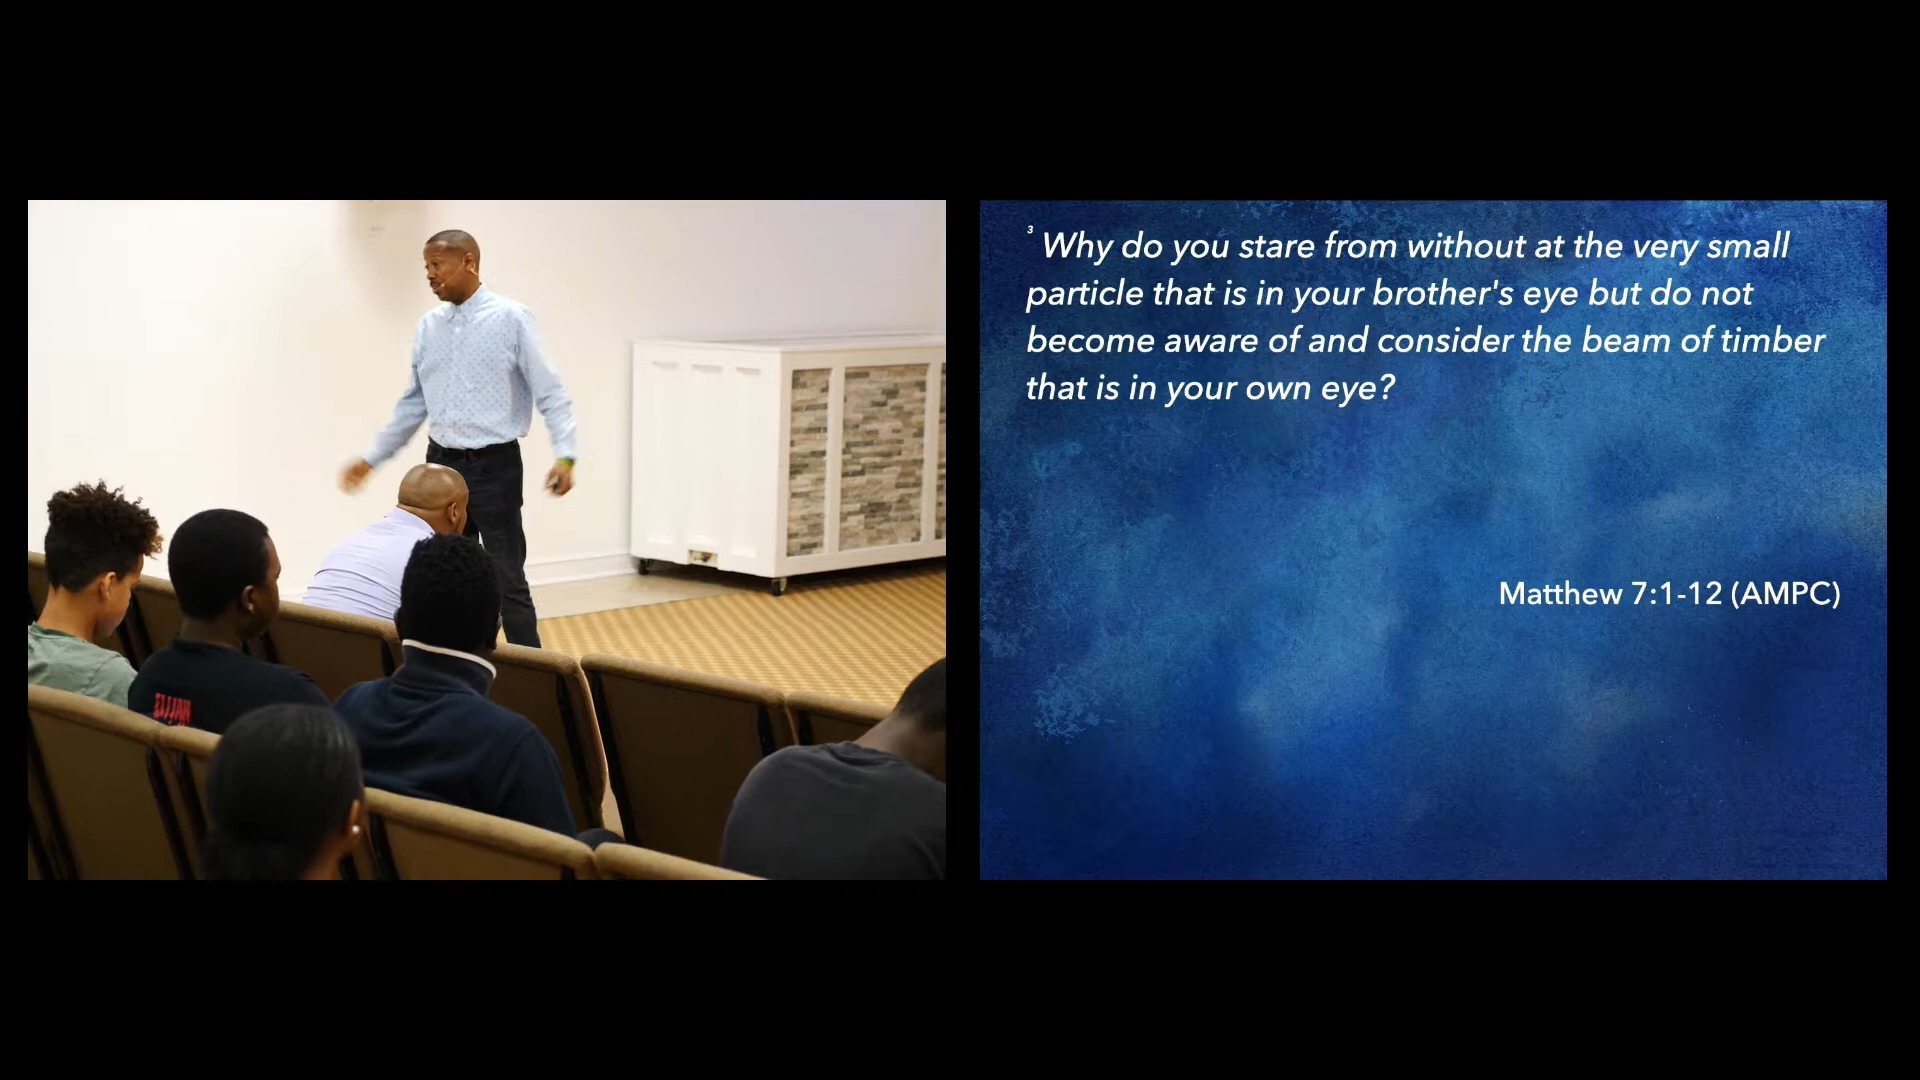 3 Why do you stare from without at the very small
particle that is in your brother's eye but do not
become aware of and consider the beam of timber
that is in your own eye?
Matthew 7:1-12 (AMPC)
ELIJAH